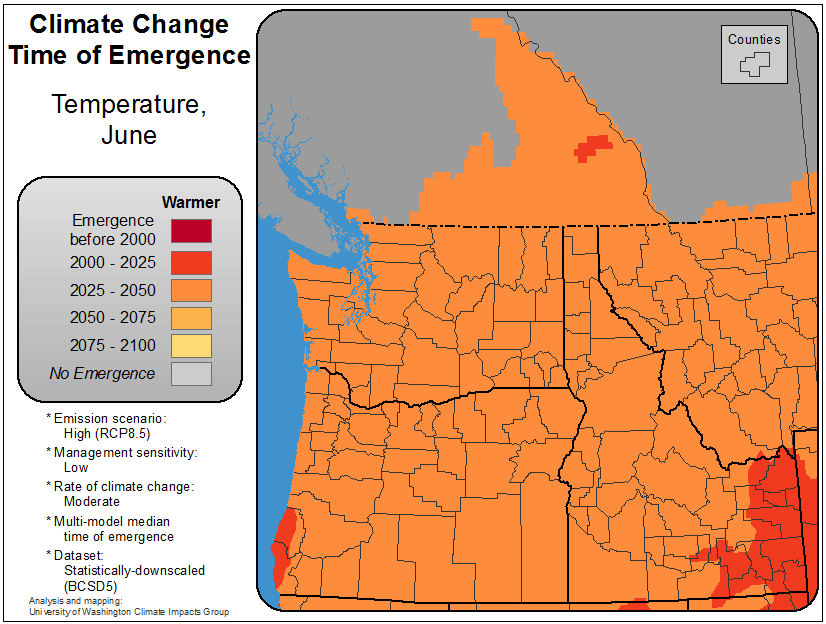 Climate Change
Time of Emergence
Temperature,
June
Warmer
Emergence
before 2000
2000 - 2025
2025 - 2050
2050 - 2075
2075 - 2100
No Emergence
* Emission scenario:
High (RCP8.5)
* Management sensitivity:
Low
* Rate of climate change:
Moderate
* Multi-model median
time of emergence
* Dataset:
Statistically-downscaled
(BCSD5)
Analysis and mapping:
University of Washington Climate Impacts Group
Counties